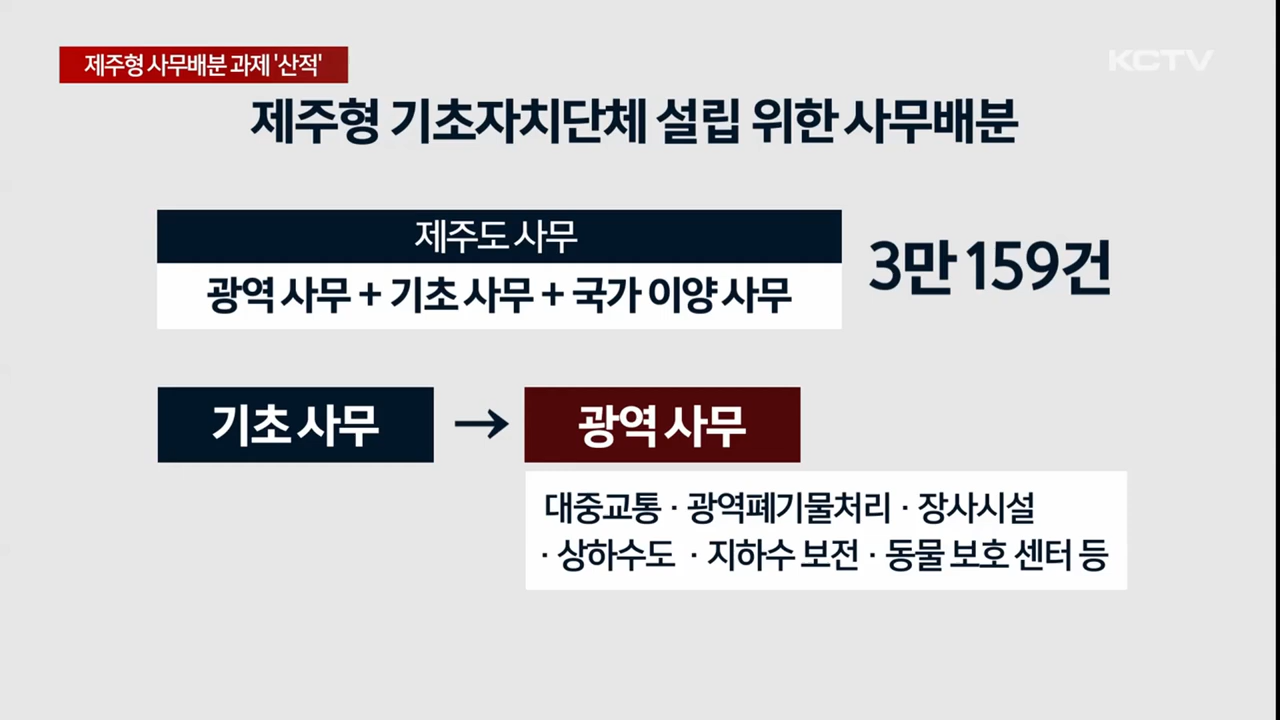 제주형 사무배분 과제 '산적'
KCTV
제주형 기초자치단체 설립 위한 사무배분
제주도 사무
광역 사무 + 기초 사무 + 국가 이양 사무
3만 159건
기초 사무 → 광역 사무
대중교통 · 광역폐기물처리 · 장사시설
· 상하수도 · 지하수 보전 · 동물 보호 센터 등